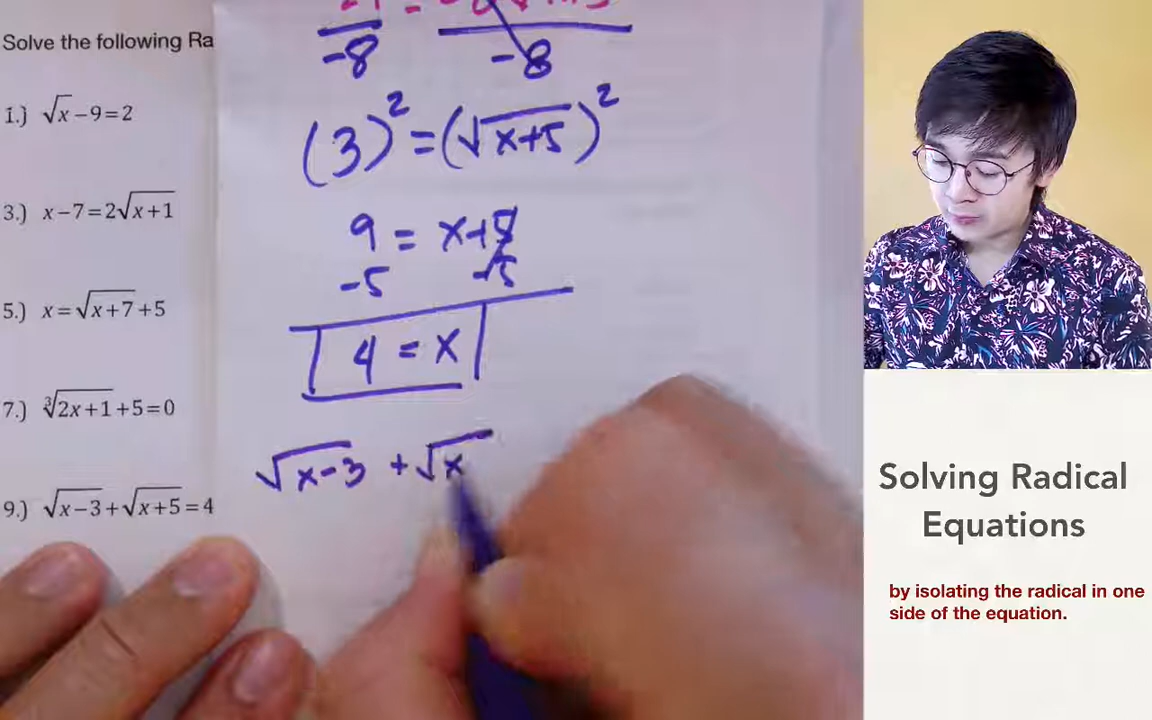 Solve the following Ra
1.) √x-9=2
3.) x-7=2√x+1
5.) x=√x+7+5
7.) ∛2x+1+5=0
9.) √x-3+√x+5=4
-8 -8
(3)² = (√x+5)²
9 = x+5
-5 -5
4 = x
√x-3 + √x
Solving Radical
Equations
by isolating the radical in one
side of the equation.